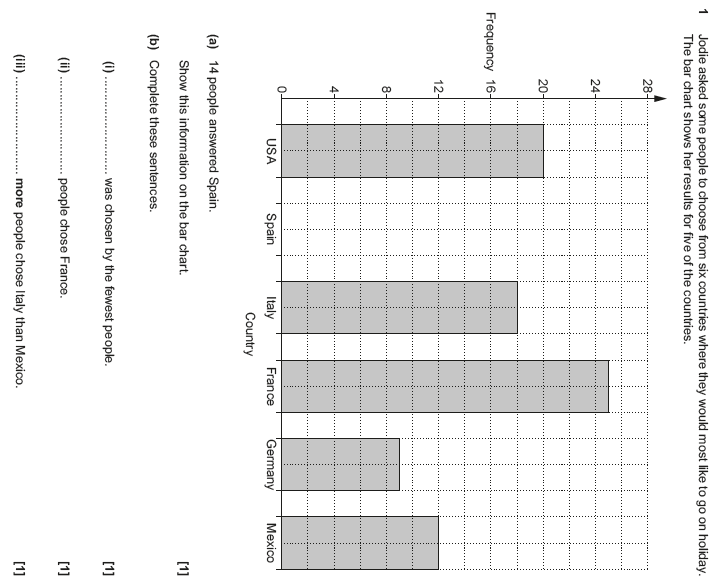 1 Jodie asked some people to choose from six countries where they would most like to go on holiday.
The bar chart shows her results for five of the countries.
28
24
20
16
12
8
4
0
Frequency
USA Spain Italy France Germany Mexico
Country
(a) 14 people answered Spain.
Show this information on the bar chart. [1]
(b) Complete these sentences.
(i) ........................ was chosen by the fewest people. [1]
(ii) ........................ people chose France. [1]
(iii) ........................ more people chose Italy than Mexico. [1]